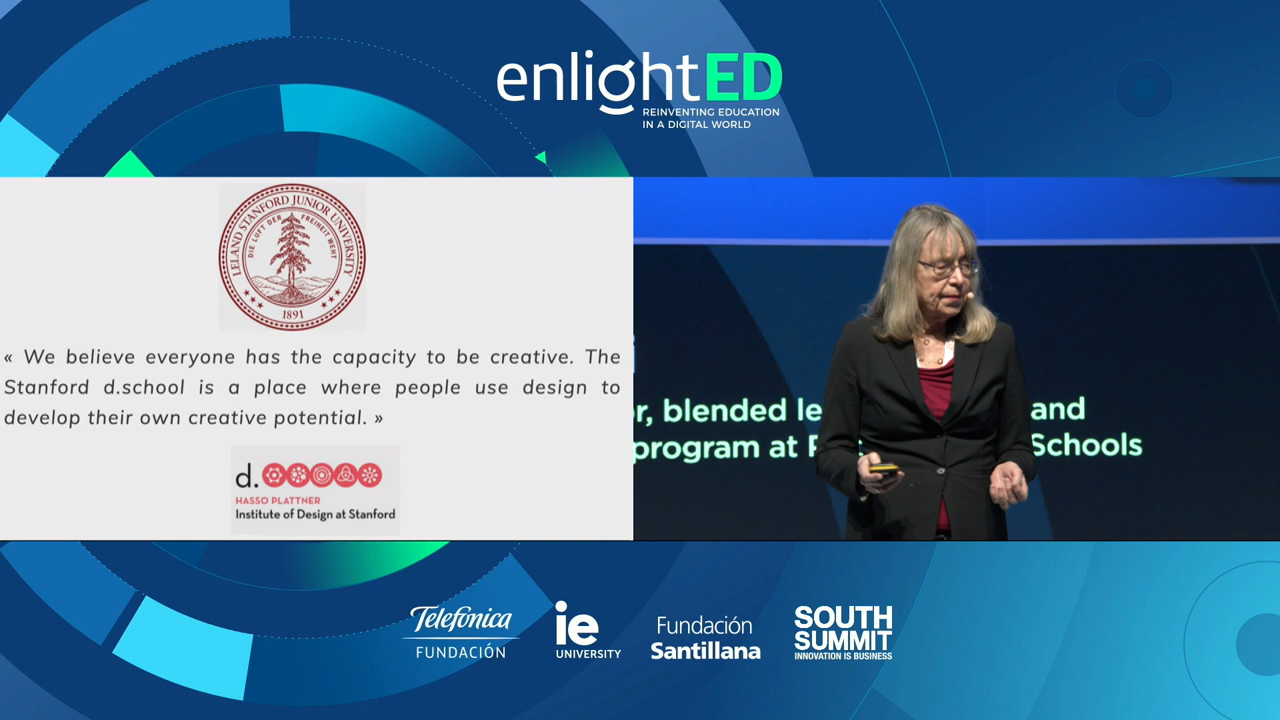 enlightED
REINVENTING EDUCATION
IN A DIGITAL WORLD
LELAND STANFORD JUNIOR UNIVERSITY
DIE LUFT DER FREIHEIT WEHT
1891
« We believe everyone has the capacity to be creative. The
Stanford d.school is a place where people use design to
develop their own creative potential. »
d.
HASSO PLATTNER
Institute of Design at Stanford
r, blended le and
program at Schools
Telefónica
FUNDACIÓN
ie
UNIVERSITY
Fundación
Santillana
SOUTH
SUMMIT
INNOVATION IS BUSINESS